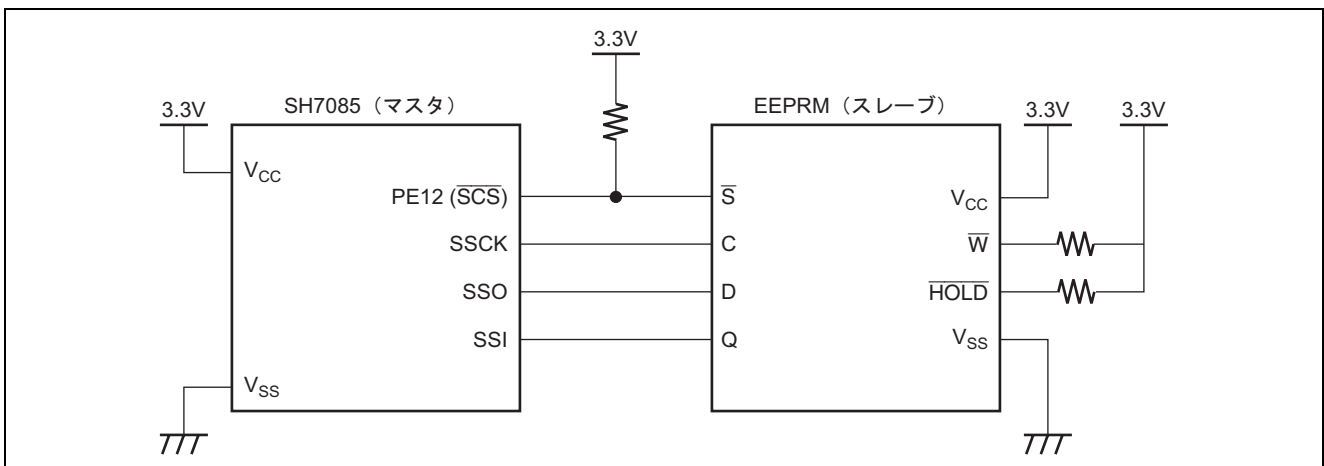 3.3V
3.3V
SH7085（マスタ）
EEPRM（スレーブ）
3.3V
3.3V
VCC
PE12 (SCS)
S
VCC
SSCK
C
W
SSO
D
HOLD
SSI
Q
VSS
VSS